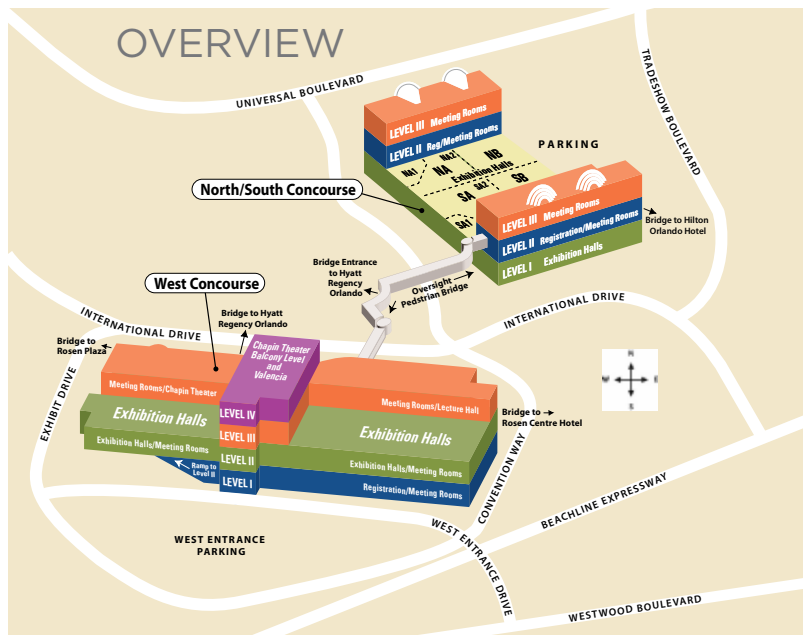 OVERVIEW
UNIVERSAL BOULEVARD
TRADESHOW BOULEVARD
LEVEL III Meeting Rooms
LEVEL II Reg/Meeting Rooms
PARKING
NA1
NA2
NB
NA
Exhibition Halls
SA
SA2
SB
SA1
North/South Concourse
LEVEL III Meeting Rooms
LEVEL II Registration/Meeting Rooms
LEVEL I Exhibition Halls
Bridge to Hilton
Orlando Hotel
Bridge Entrance
to Hyatt
Regency
Orlando
Oversight
Pedstrian Bridge
West Concourse
Bridge to Hyatt
Regency Orlando
INTERNATIONAL DRIVE
INTERNATIONAL DRIVE
Bridge to
Rosen Plaza
EXHIBIT DRIVE
Chapin Theater
Balcony Level
and
Valencia
Meeting Rooms/Chapin Theater
LEVEL IV
Meeting Rooms/Lecture Hall
Exhibition Halls
LEVEL III
Exhibition Halls
Exhibition Halls/Meeting Rooms
LEVEL II
Exhibition Halls/Meeting Rooms
Ramp to
Level II
LEVEL I
Registration/Meeting Rooms
N
W
E
S
Bridge to
Rosen Centre Hotel
CONVENTION WAY
BEACHLINE EXPRESSWAY
WEST ENTRANCE
PARKING
WEST ENTRANCE DRIVE
WESTWOOD BOULEVARD